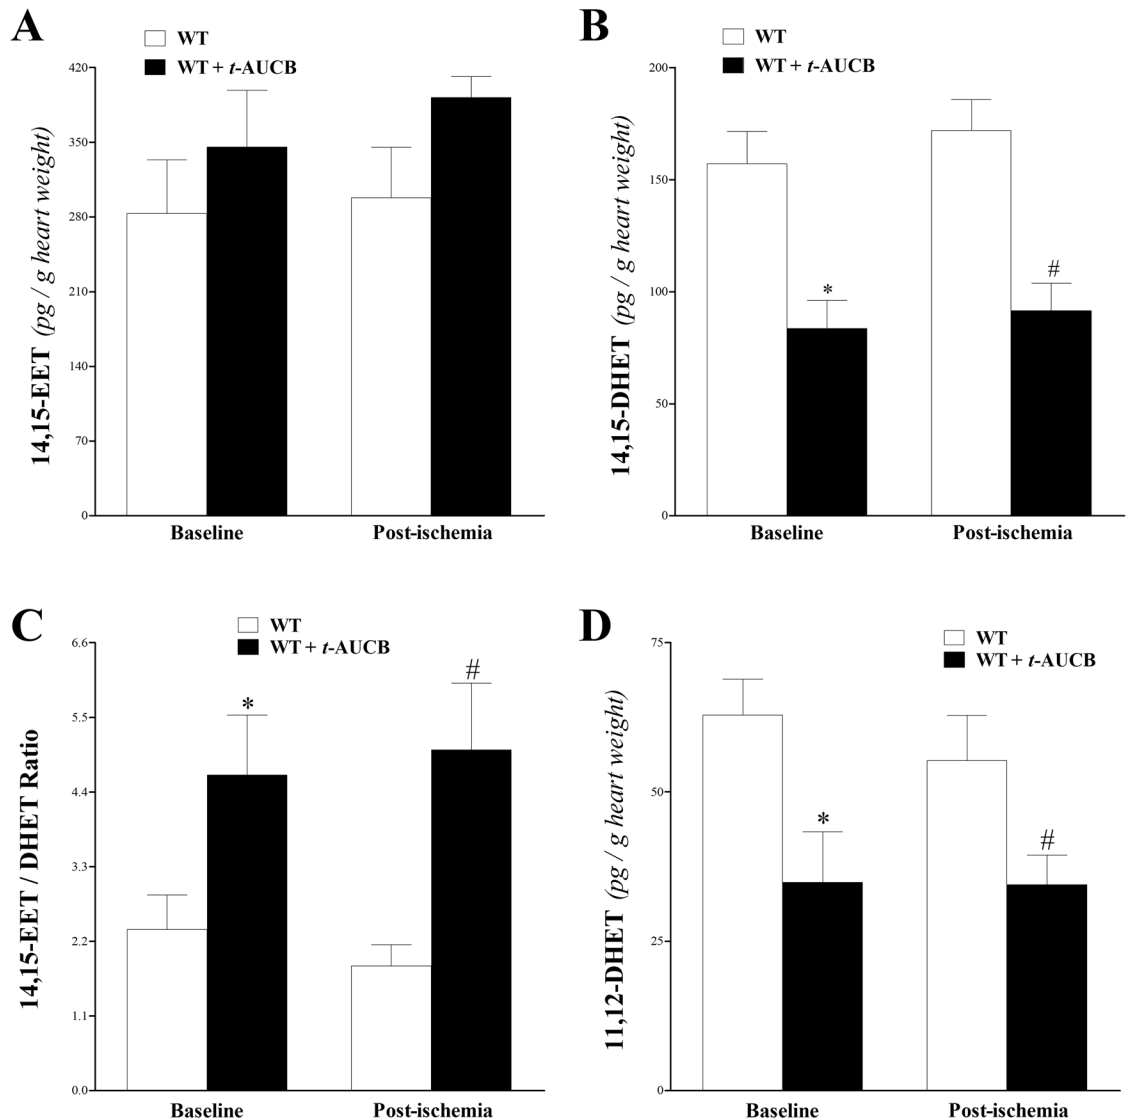 A
WT
WT + t-AUCB
14,15-EET (pg / g heart weight)
420
350
280
210
140
70
0
Baseline
Post-ischemia
B
WT
WT + t-AUCB
14,15-DHET (pg / g heart weight)
200
150
100
50
0
*
#
Baseline
Post-ischemia
C
WT
WT + t-AUCB
14,15-EET / DHET Ratio
6.6
5.5
4.4
3.3
2.2
1.1
0.0
*
#
Baseline
Post-ischemia
D
WT
WT + t-AUCB
11,12-DHET (pg / g heart weight)
75
50
25
0
*
#
Baseline
Post-ischemia